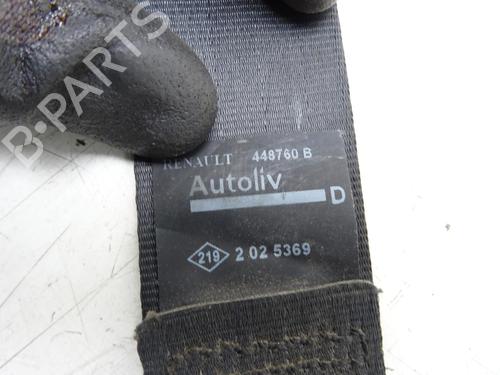 B-PARTS
RENAULT 448760 B
Autoliv
D
219 2 02 5369